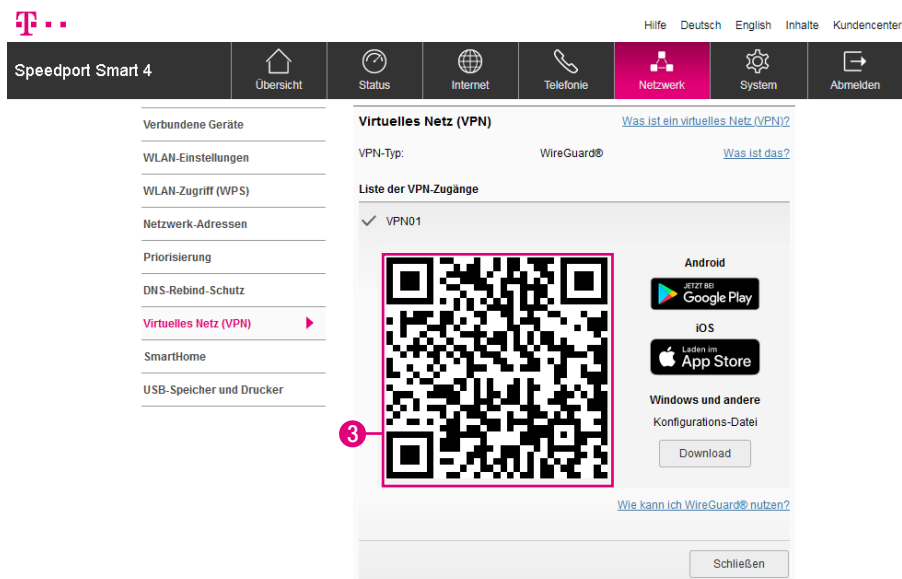 T
Hilfe Deutsch English Inhalte Kundencenter
Speedport Smart 4
Übersicht
Status
Internet
Telefonie
Netzwerk
System
Abmelden
Verbundene Geräte
WLAN-Einstellungen
WLAN-Zugriff (WPS)
Netzwerk-Adressen
Priorisierung
DNS-Rebind-Schutz
Virtuelles Netz (VPN)
SmartHome
USB-Speicher und Drucker
Virtuelles Netz (VPN) Was ist ein virtuelles Netz (VPN)?
VPN-Typ: WireGuard® Was ist das?
Liste der VPN-Zugänge
VPN01
3
Android
JETZT BEI
Google Play
iOS
Laden im
App Store
Windows und andere
Konfigurations-Datei
Download
Wie kann ich WireGuard® nutzen?
Schließen